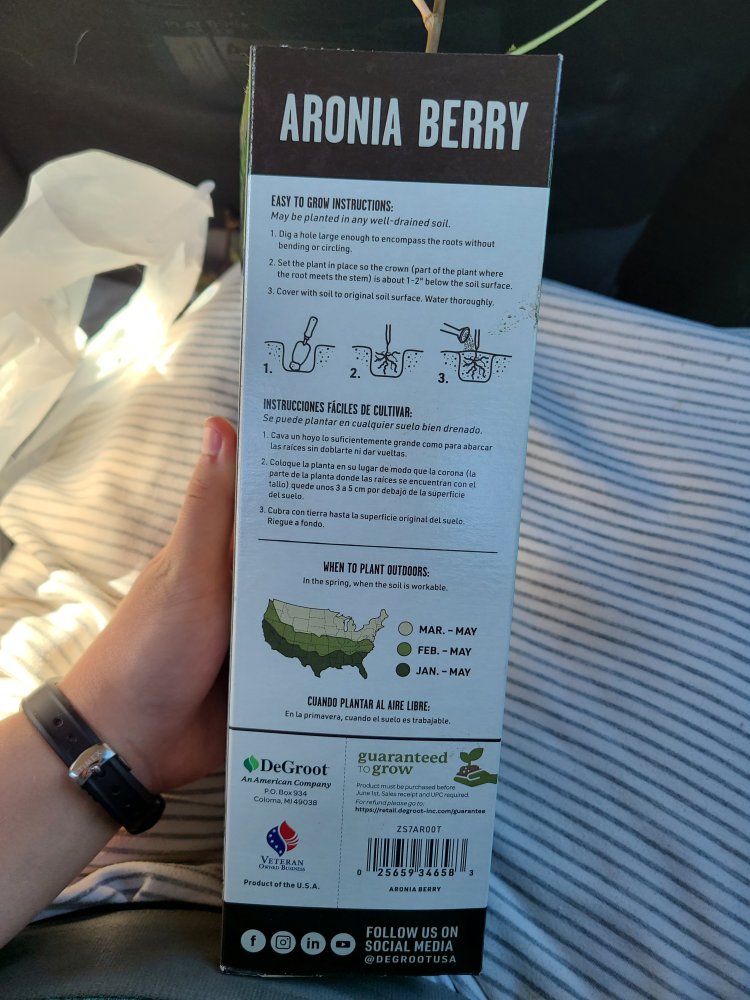 ARONIA BERRY
EASY TO GROW INSTRUCTIONS:
May be planted in any well-drained soil.
1. Dig a hole large enough to encompass the roots without
bending or circling.
2. Set the plant in place so the crown (part of the plant where
the root meets the stem) is about 1-2" below the soil surface.
3. Cover with soil to original soil surface. Water thoroughly.
1.
2.
3.
INSTRUCCIONES FÁCILES DE CULTIVAR:
Se puede plantar en cualquier suelo bien drenado.
1. Cava un hoyo lo suficientemente grande como para abarcar
las raíces sin doblarte ni dar vueltas.
2. Coloque la planta en su lugar de modo que la corona (la
parte de la planta donde las raíces se encuentran con el
tallo) quede unos 3 a 5 cm por debajo de la superficie
del suelo.
3. Cubra con tierra hasta la superficie original del suelo.
Riegue a fondo.
WHEN TO PLANT OUTDOORS:
In the spring, when the soil is workable.
MAR. - MAY
FEB. - MAY
JAN. - MAY
CUANDO PLANTAR AL AIRE LIBRE:
En la primavera, cuando el suelo es trabajable.
DeGroot
An American Company
P.O. Box 934
Coloma, MI 49038
VETERAN
OWNED BUSINESS
Product of the U.S.A.
guaranteed
TO grow
Product must be purchased before
June 1st. Sales receipt and UPC required.
For refund please go to:
https://retail.degroot-inc.com/guarantee
ZS7AROOT
0 25659 34658 3
ARONIA BERRY
FOLLOW US ON
SOCIAL MEDIA
@DEGROOTUSA